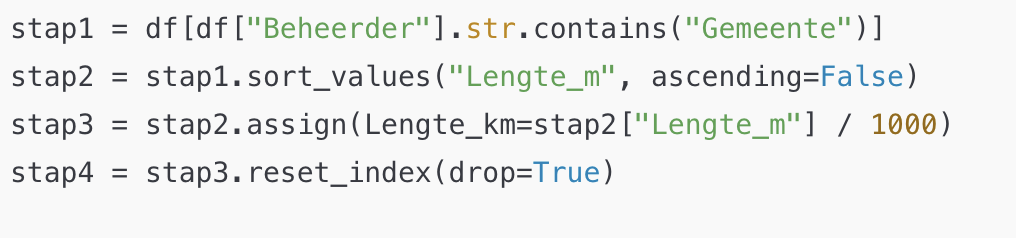 stap1 = df[df["Beheerder"].str.contains("Gemeente")]
stap2 = stap1.sort_values("Lengte_m", ascending=False)
stap3 = stap2.assign(Lengte_km=stap2["Lengte_m"] / 1000)
stap4 = stap3.reset_index(drop=True)